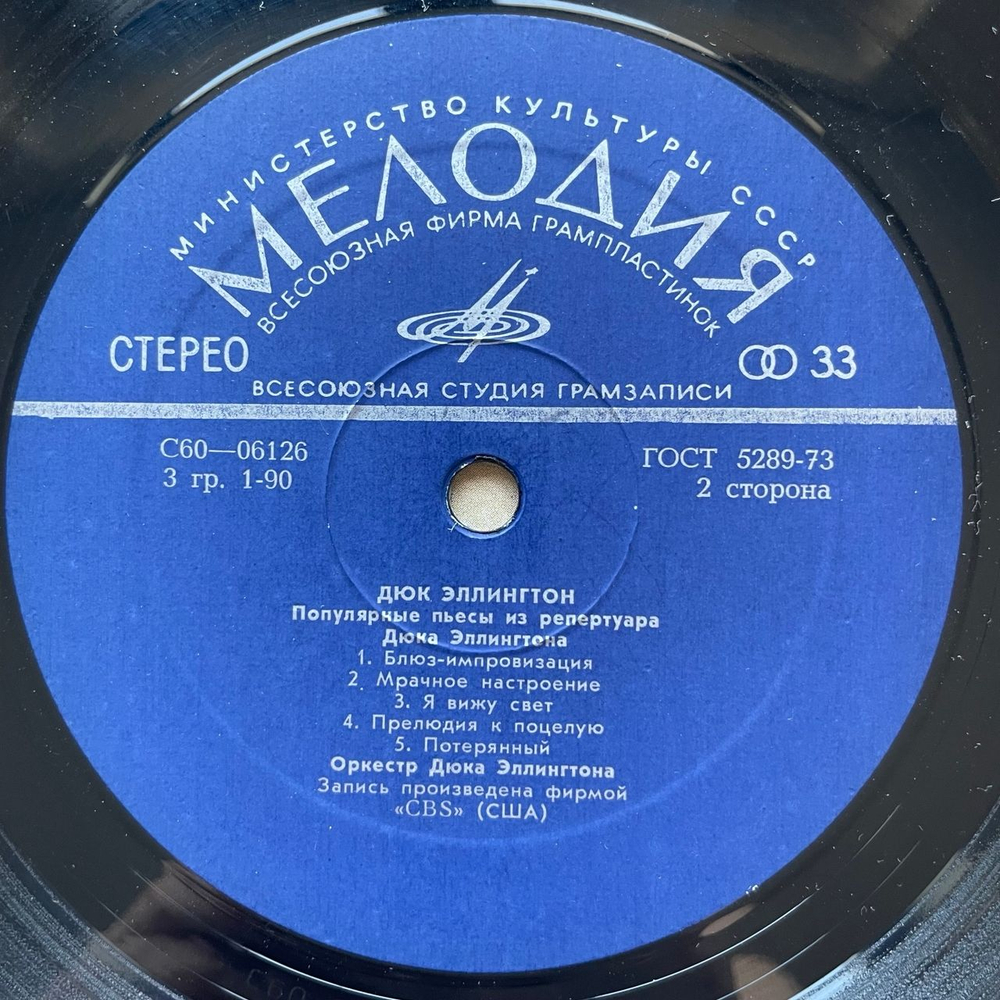 МИНИСТЕРСТВО КУЛЬТУРЫ СССР
МЕЛОДИЯ
ВСЕСОЮЗНАЯ ФИРМА ГРАМПЛАСТИНОК
СТЕРЕО
33
ВСЕСОЮЗНАЯ СТУДИЯ ГРАМЗАПИСИ
С60—06126
ГОСТ 5289-73
3 гр. 1-90
2 сторона
ДЮК ЭЛЛИНГТОН
Популярные пьесы из репертуара
Дюка Эллингтона
1. Блюз-импровизация
2. Мрачное настроение
3. Я вижу свет
4. Прелюдия к поцелую
5. Потерянный
Оркестр Дюка Эллингтона
Запись произведена фирмой
«CBS» (США)